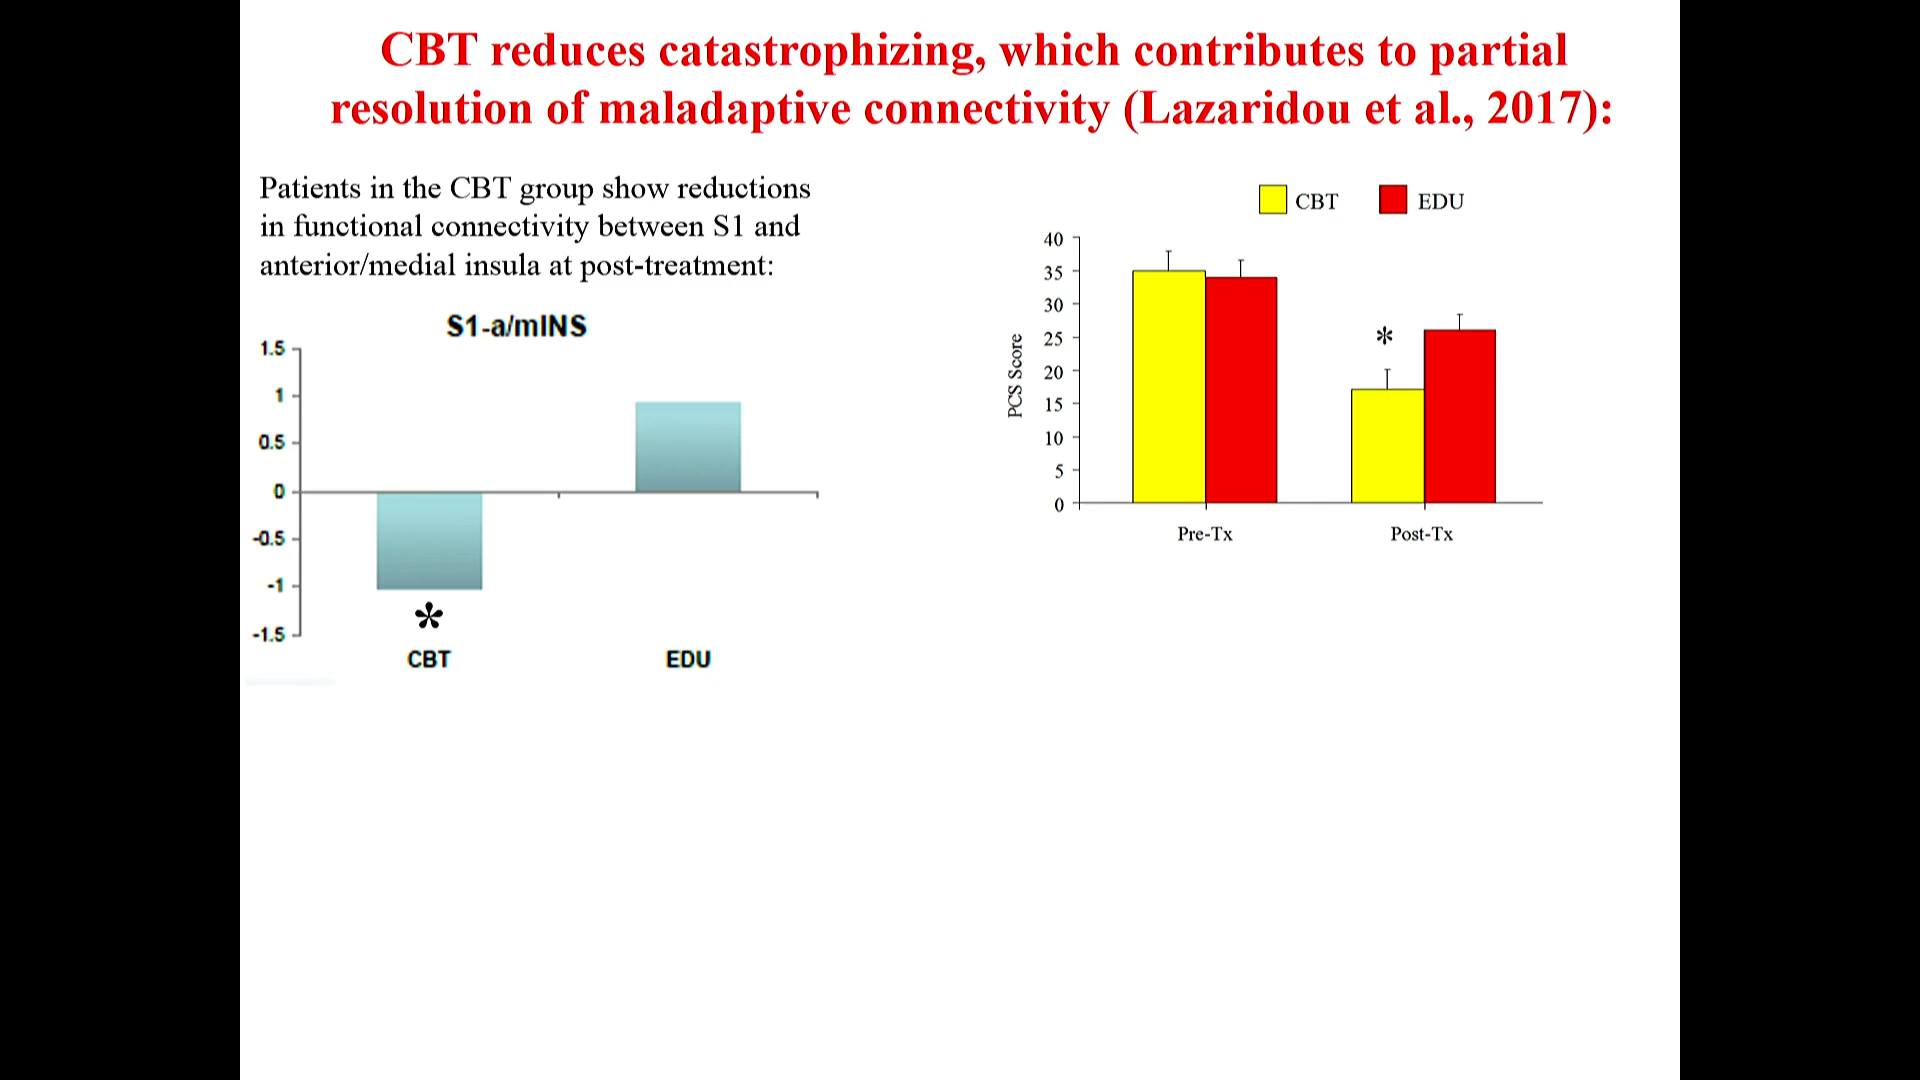 CBT reduces catastrophizing, which contributes to partial
resolution of maladaptive connectivity (Lazaridou et al., 2017):
Patients in the CBT group show reductions
in functional connectivity between S1 and
anterior/medial insula at post-treatment:
S1-a/mINS
1.5
1
0.5
0
-0.5
-1
-1.5
*
CBT
EDU
CBT
EDU
PCS Score
40
35
30
25
20
15
10
5
0
*
Pre-Tx
Post-Tx